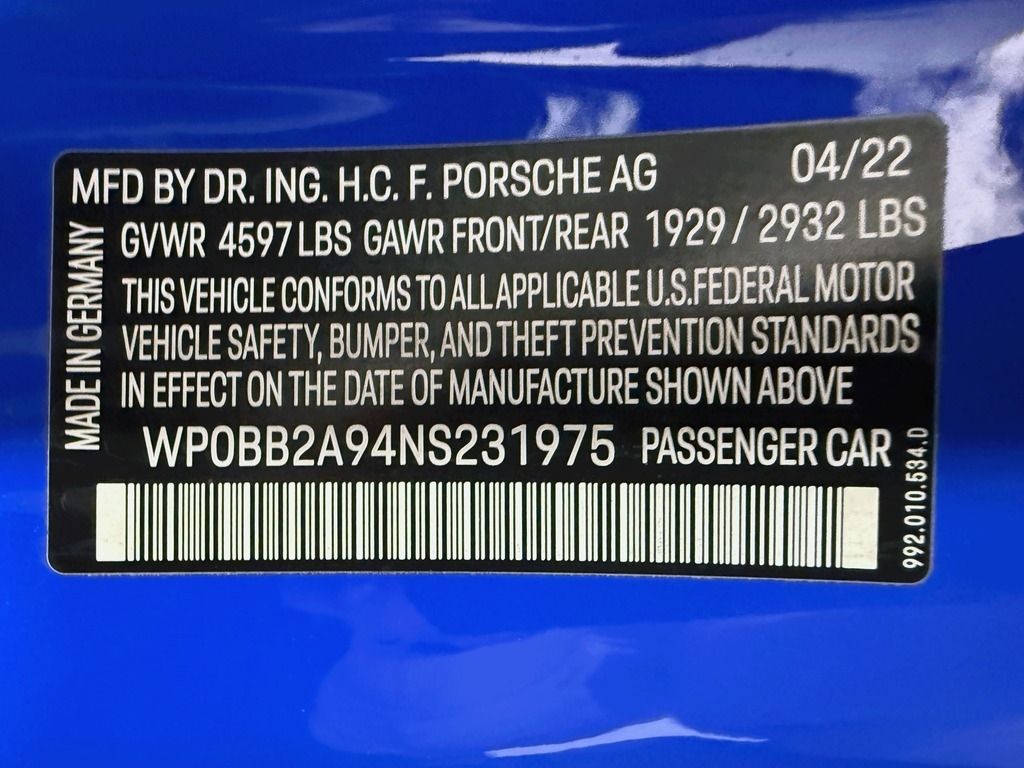 MFD BY DR. ING. H.C. F. PORSCHE AG 04/22
GVWR 4597 LBS GAWR FRONT/REAR 1929 / 2932 LBS
THIS VEHICLE CONFORMS TO ALL APPLICABLE U.S.FEDERAL MOTOR
VEHICLE SAFETY, BUMPER, AND THEFT PREVENTION STANDARDS
IN EFFECT ON THE DATE OF MANUFACTURE SHOWN ABOVE
WP0BB2A94NS231975 PASSENGER CAR
MADE IN GERMANY
992.010.534.D